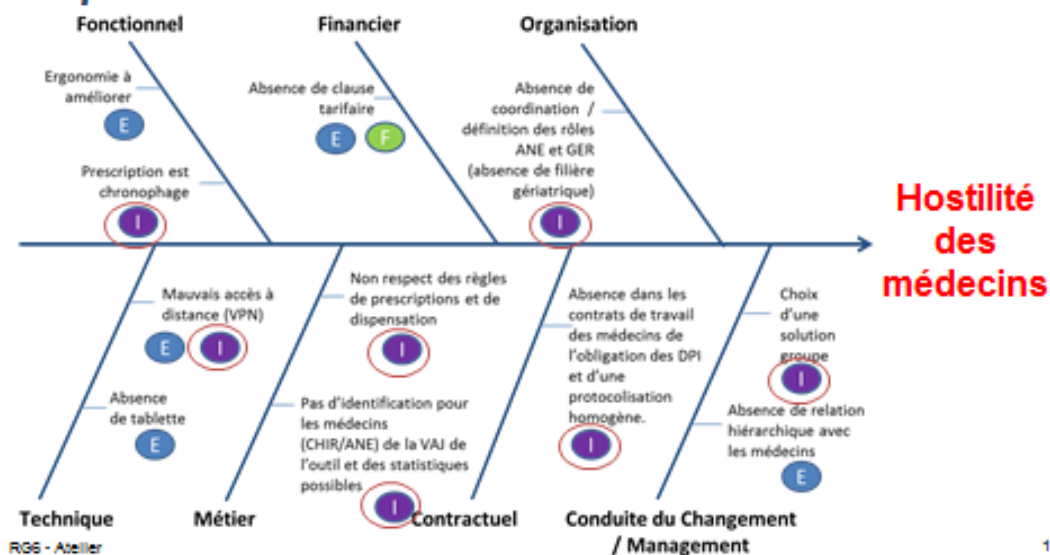 Fonctionnel
Financier
Organisation
Ergonomie à
améliorer
E
Prescription est
chronophage
I
Absence de clause
tarifaire
E F
Absence de
coordination /
définition des rôles
ANE et GER
(absence de filière
gériatrique)
I
Hostilité
des
médecins
Mauvais accès à
distance (VPN)
E I
Absence
de tablette
E
Non respect des règles
de prescriptions et de
dispensation
I
Pas d'identification pour
les médecins
(CHIR/ANE) de la VAJ de
l'outil et des statistiques
possibles
I
Absence dans les
contrats de travail
des médecins de
l'obligation des DPI
et d'une
protocolisation
homogène.
I
Choix
d'une
solution
groupe
I
Absence de relation
hiérarchique avec
les médecins
E
Technique
Métier
Contractuel
Conduite du Changement
/ Management
RG6 - Atelier
1